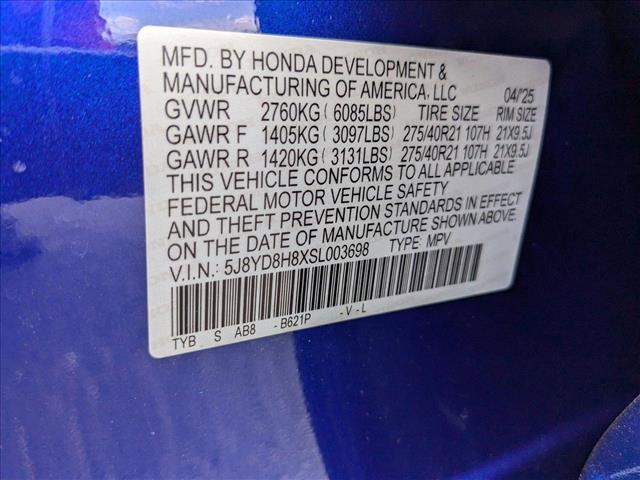 MFD. BY HONDA DEVELOPMENT &
MANUFACTURING OF AMERICA, LLC 04/'25
GVWR 2760KG ( 6085LBS) TIRE SIZE RIM SIZE
GAWR F 1405KG ( 3097LBS) 275/40R21 107H 21X9.5J
GAWR R 1420KG ( 3131LBS) 275/40R21 107H 21X9.5J
THIS VEHICLE CONFORMS TO ALL APPLICABLE
FEDERAL MOTOR VEHICLE SAFETY
AND THEFT PREVENTION STANDARDS IN EFFECT
ON THE DATE OF MANUFACTURE SHOWN ABOVE.
V.I.N.: 5J8YD8H8XSL003698 TYPE: MPV
TYB S AB8 - B621P - V - L